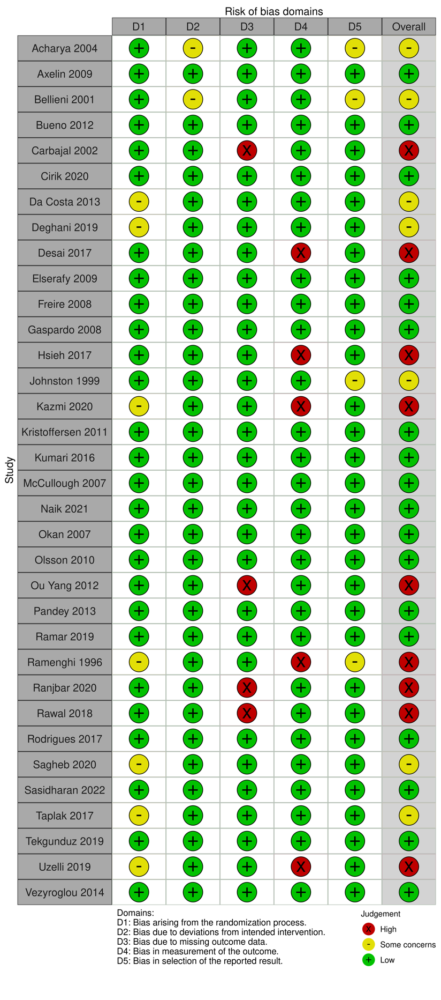 Risk of bias domains
D1 D2 D3 D4 D5 Overall
Acharya 2004 + - + + - -
Axelin 2009 + + + + + +
Bellieni 2001 + - + + - -
Bueno 2012 + + + + + +
Carbajal 2002 + + X + + X
Cirik 2020 + + + + + +
Da Costa 2013 - + + + + -
Deghani 2019 - + + + + -
Desai 2017 + + + X + X
Elserafy 2009 + + + + + +
Freire 2008 + + + + + +
Gaspardo 2008 + + + + + +
Hsieh 2017 + + + X + X
Johnston 1999 + + + + - -
Kazmi 2020 - + + X + X
Kristoffersen 2011 + + + + + +
Kumari 2016 + + + + + +
McCullough 2007 + + + + + +
Naik 2021 + + + + + +
Okan 2007 + + + + + +
Olsson 2010 + + + + + +
Ou Yang 2012 + + X + + X
Pandey 2013 + + + + + +
Ramar 2019 + + + + + +
Ramenghi 1996 - + + X - X
Ranjbar 2020 + + X + + X
Rawal 2018 + + X + + X
Rodrigues 2017 + + + + + +
Sagheb 2020 - + + + + -
Sasidharan 2022 + + + + + +
Taplak 2017 - + + + + -
Tekgunduz 2019 + + + + + +
Uzelli 2019 - + + X + X
Vezyroglou 2014 + + + + + +
Study
Domains:
D1: Bias arising from the randomization process.
D2: Bias due to deviations from intended intervention.
D3: Bias due to missing outcome data.
D4: Bias in measurement of the outcome.
D5: Bias in selection of the reported result.
Judgement
X High
- Some concerns
+ Low